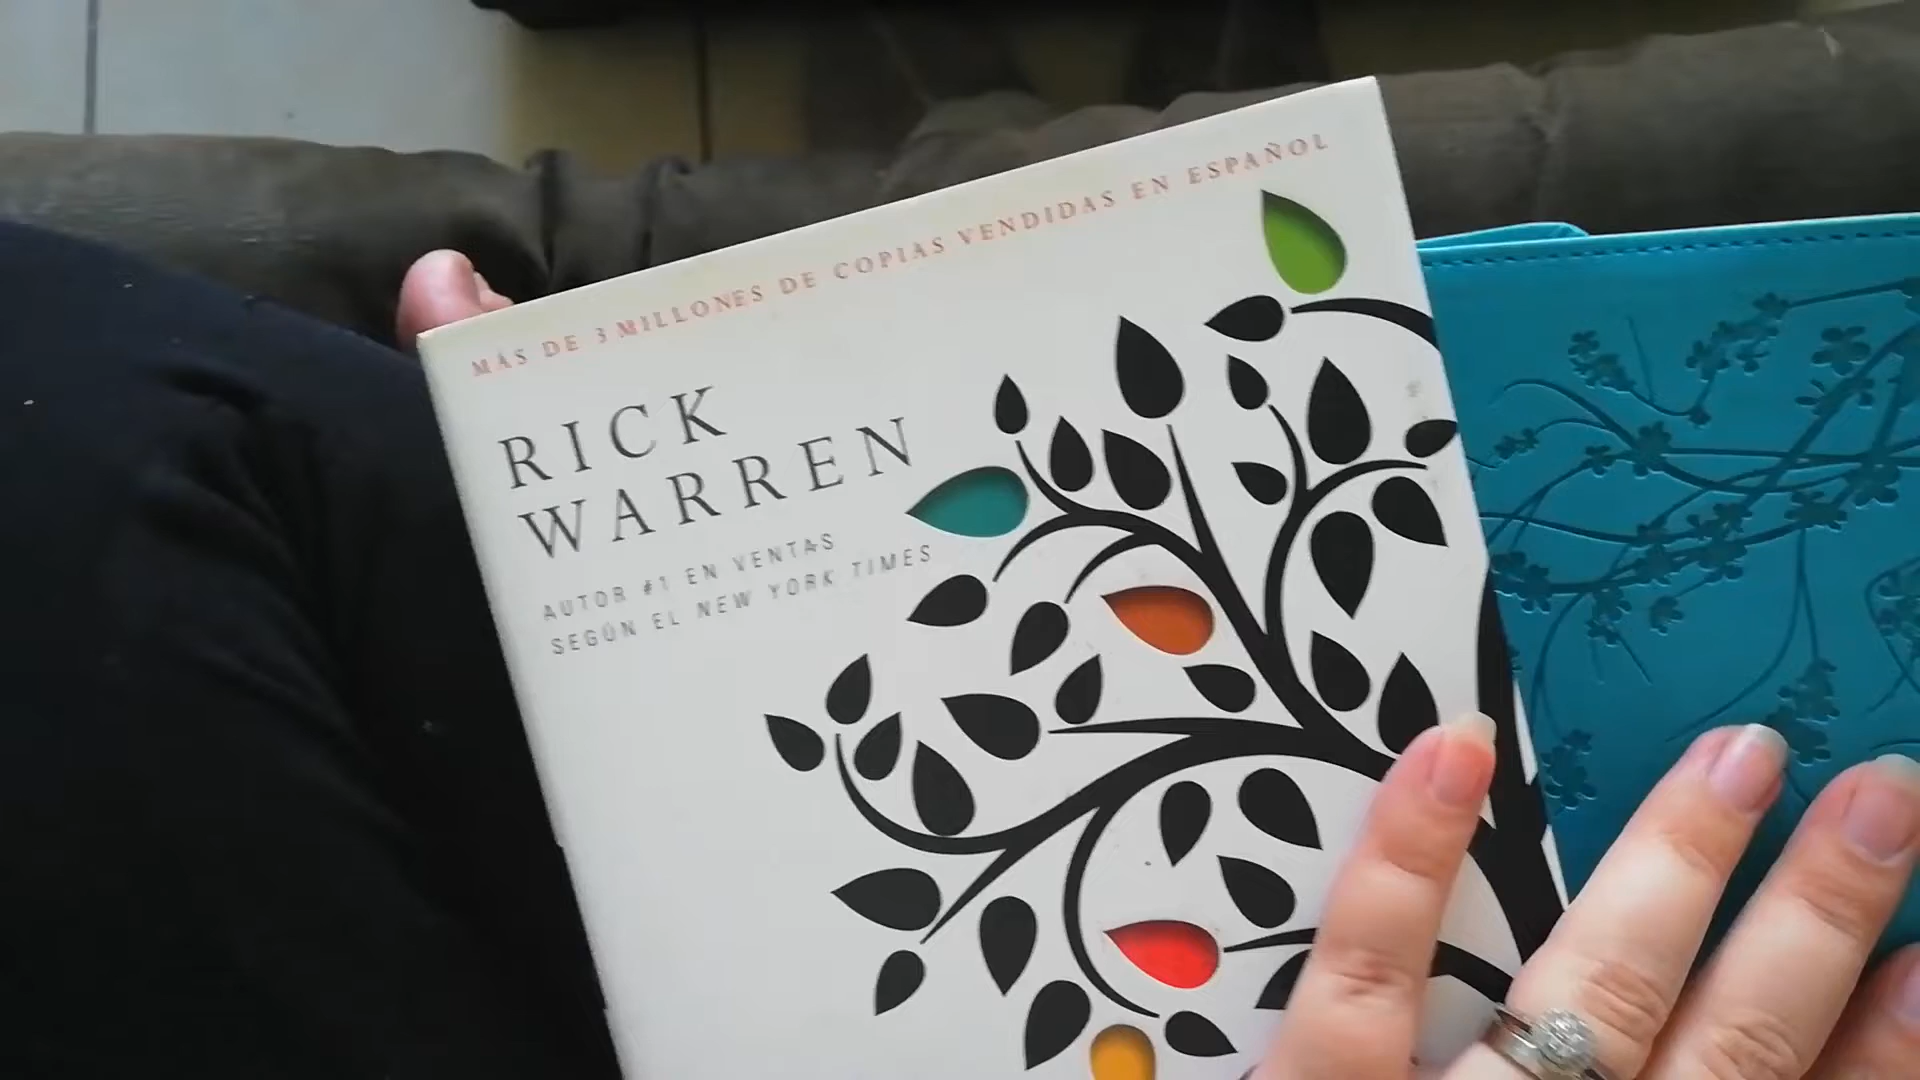 MÁS DE 3 MILLONES DE COPIAS VENDIDAS EN ESPAÑOL
RICK
WARREN
AUTOR #1 EN VENTAS
SEGÚN EL NEW YORK TIMES